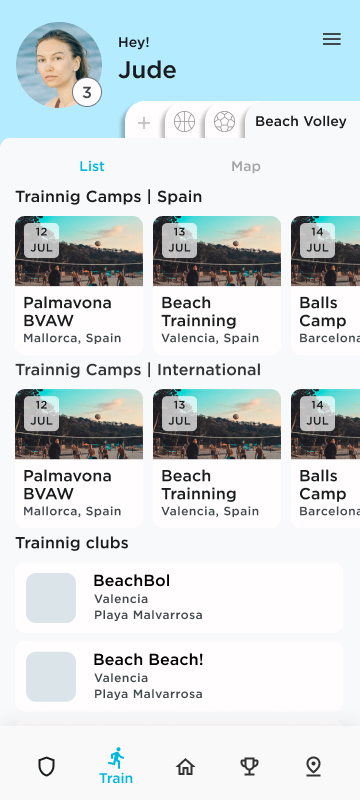 Hey!
Jude
3
+
Beach Volley
List
Map
Trainnig Camps | Spain
12
JUL
13
JUL
14
JUL
Palmavona
BVAW
Mallorca, Spain
Beach
Trainning
Valencia, Spain
Balls
Camp
Barcelona
Trainnig Camps | International
12
JUL
13
JUL
14
JUL
Palmavona
BVAW
Mallorca, Spain
Beach
Trainning
Valencia, Spain
Balls
Camp
Barcelona
Trainnig clubs
BeachBol
Valencia
Playa Malvarrosa
Beach Beach!
Valencia
Playa Malvarrosa
Train